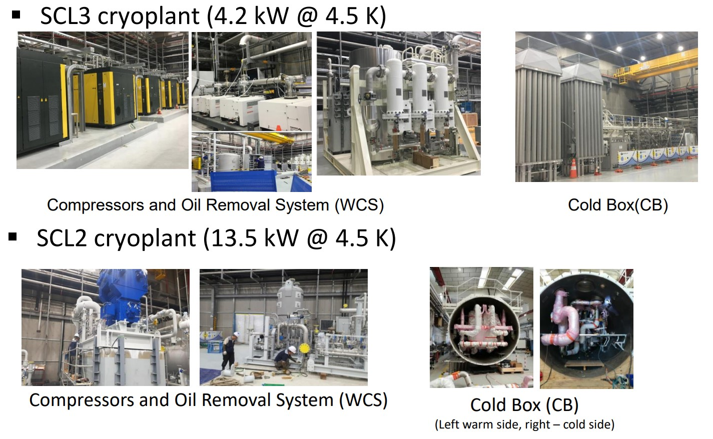 ▪ SCL3 cryoplant (4.2 kW @ 4.5 K)
Compressors and Oil Removal System (WCS)
Cold Box(CB)
▪ SCL2 cryoplant (13.5 kW @ 4.5 K)
Compressors and Oil Removal System (WCS)
Cold Box (CB)
(Left warm side, right – cold side)